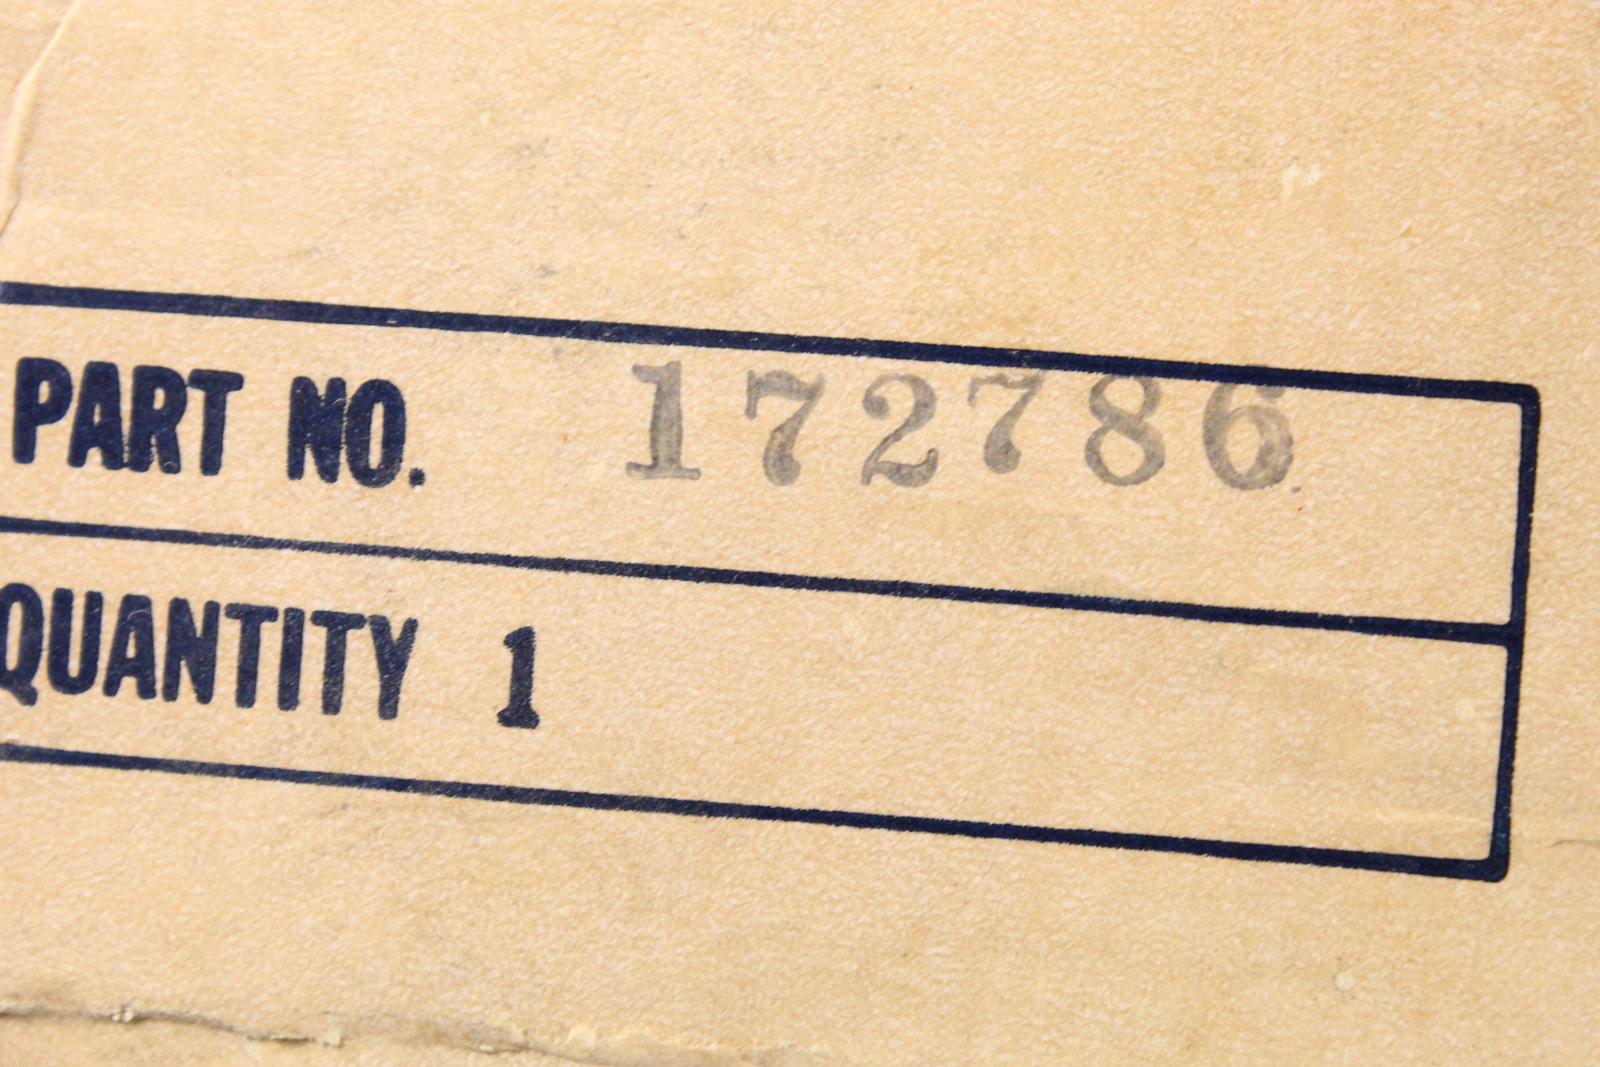 PART NO. 172786
QUANTITY 1